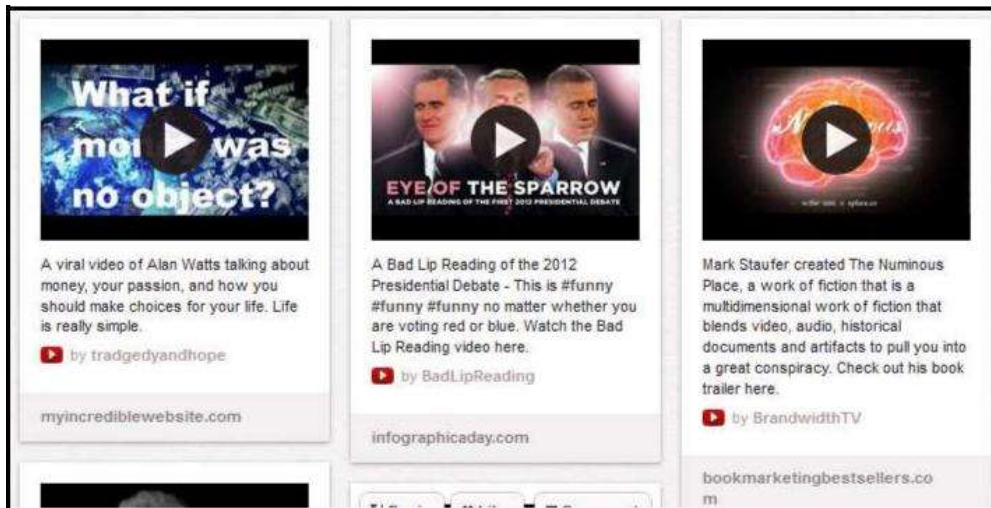 What if
money was
no object?
A viral video of Alan Watts talking about
money, your passion, and how you
should make choices for your life. Life
is really simple.
by tradgedyandhope
myincrediblewebsite.com
EYE OF THE SPARROW
A BAD LIP READING OF THE FIRST 2012 PRESIDENTIAL DEBATE
A Bad Lip Reading of the 2012
Presidential Debate - This is #funny
#funny #funny no matter whether you
are voting red or blue. Watch the Bad
Lip Reading video here.
by BadLipReading
infographicaday.com
Mark Staufer created The Numinous
Place, a work of fiction that is a
multidimensional work of fiction that
blends video, audio, historical
documents and artifacts to pull you into
a great conspiracy. Check out his book
trailer here.
by BrandwidthTV
bookmarketingbestsellers.co
m